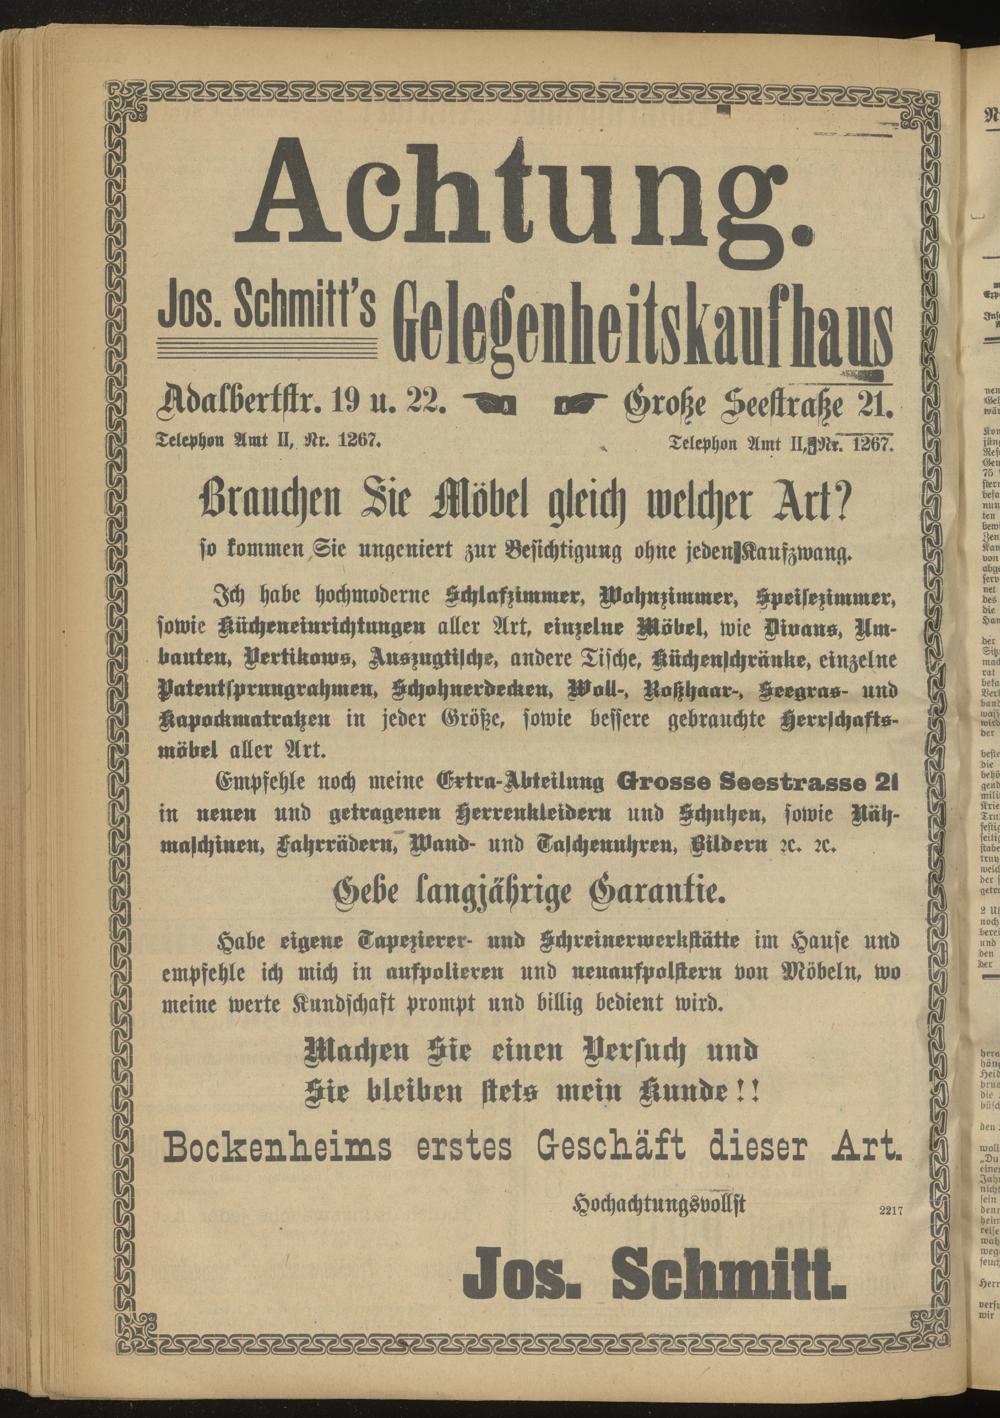 Achtung.
Jos. Schmitt's Gelegenheitskaufhaus
Adalbertstr. 19 u. 22. Große Seestraße 21.
Telephon Amt II, Nr. 1267. Telephon Amt II, Nr. 1267.
Brauchen Sie Möbel gleich welcher Art?
so kommen Sie ungeniert zur Besichtigung ohne jeden Kaufzwang.
Ich habe hochmoderne Schlafzimmer, Wohnzimmer, Speisezimmer,
sowie Kücheneinrichtungen aller Art, einzelne Möbel, wie Divans, Um-
bauten, Vertikows, Auszugtische, andere Tische, Küchenschränke, einzelne
Patentsprungrahmen, Schohnerdecken, Woll-, Roßhaar-, Seegras- und
Kapockmatratzen in jeder Größe, sowie bessere gebrauchte Herrschafts-
möbel aller Art.
Empfehle noch meine Extra-Abteilung Grosse Seestrasse 21
in neuen und getragenen Herrenkleidern und Schuhen, sowie Näh-
maschinen, Fahrrädern, Wand- und Taschenuhren, Bildern ꝛc. ꝛc.
Gebe langjährige Garantie.
Habe eigene Tapezierer- und Schreinerwerkstätte im Hause und
empfehle ich mich in aufpolieren und neuaufpolstern von Möbeln, wo
meine werte Kundschaft prompt und billig bedient wird.
Machen Sie einen Versuch und
Sie bleiben stets mein Kunde!!
Bockenheims erstes Geschäft dieser Art.
Hochachtungsvollst
2217
Jos. Schmitt.